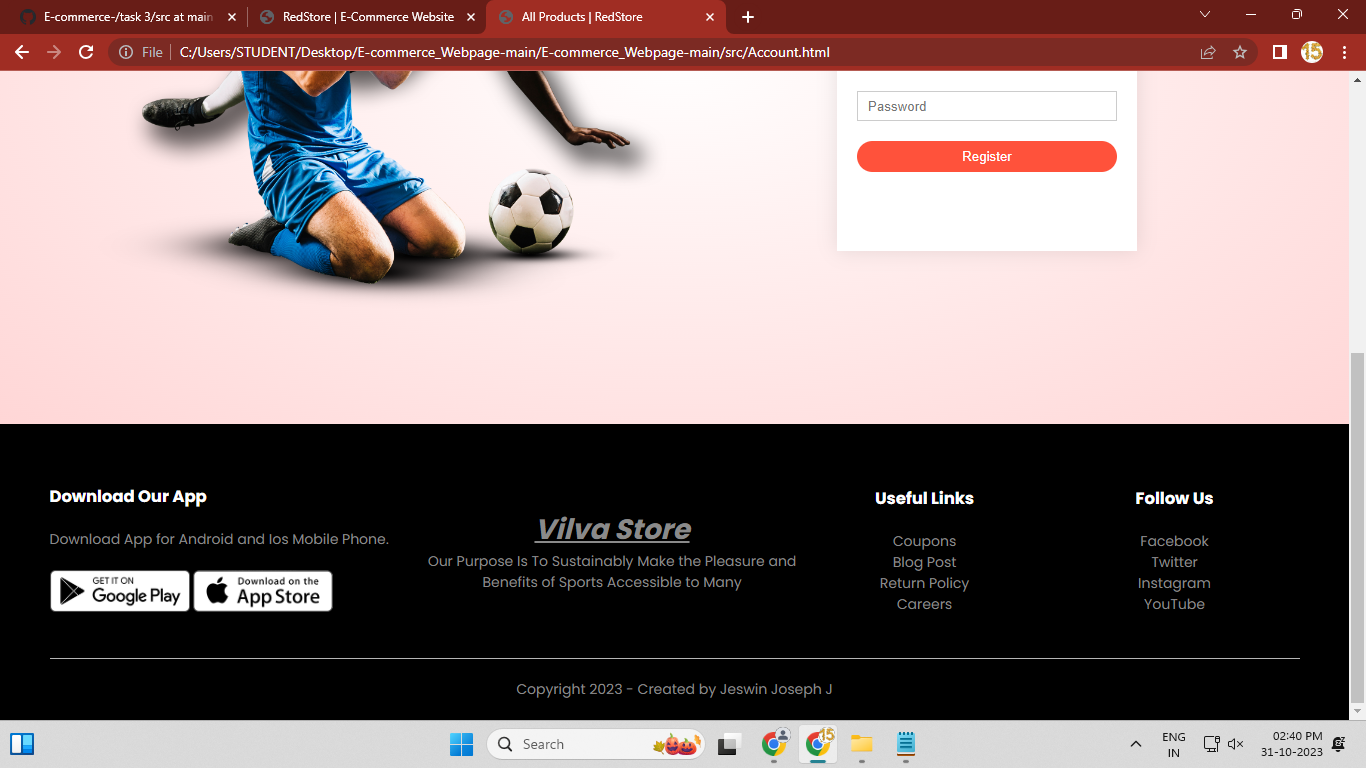 E-commerce-/task 3/src at main
RedStore | E-Commerce Website
All Products | RedStore
File
C:/Users/STUDENT/Desktop/E-commerce_Webpage-main/E-commerce_Webpage-main/src/Account.html
15
Password
Register
Download Our App
Download App for Android and Ios Mobile Phone.
GET IT ON
Google Play
Download on the
App Store
Vilva Store
Our Purpose Is To Sustainably Make the Pleasure and
Benefits of Sports Accessible to Many
Useful Links
Coupons
Blog Post
Return Policy
Careers
Follow Us
Facebook
Twitter
Instagram
YouTube
Copyright 2023 - Created by Jeswin Joseph J
Search
15
ENG
IN
02:40 PM
31-10-2023